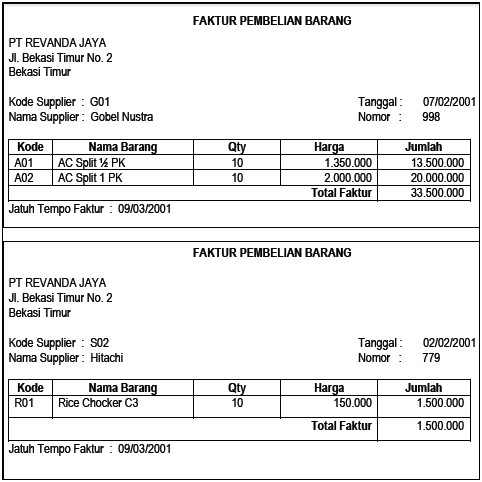 FAKTUR PEMBELIAN BARANG
PT REVANDA JAYA
Jl. Bekasi Timur No. 2
Bekasi Timur
Kode Supplier : G01 Tanggal : 07/02/2001
Nama Supplier : Gobel Nustra Nomor : 998
Kode Nama Barang Qty Harga Jumlah
A01 AC Split ½ PK 10 1.350.000 13.500.000
A02 AC Split 1 PK 10 2.000.000 20.000.000
Total Faktur 33.500.000
Jatuh Tempo Faktur : 09/03/2001
FAKTUR PEMBELIAN BARANG
PT REVANDA JAYA
Jl. Bekasi Timur No. 2
Bekasi Timur
Kode Supplier : S02 Tanggal : 02/02/2001
Nama Supplier : Hitachi Nomor : 779
Kode Nama Barang Qty Harga Jumlah
R01 Rice Chocker C3 10 150.000 1.500.000
Total Faktur 1.500.000
Jatuh Tempo Faktur : 09/03/2001